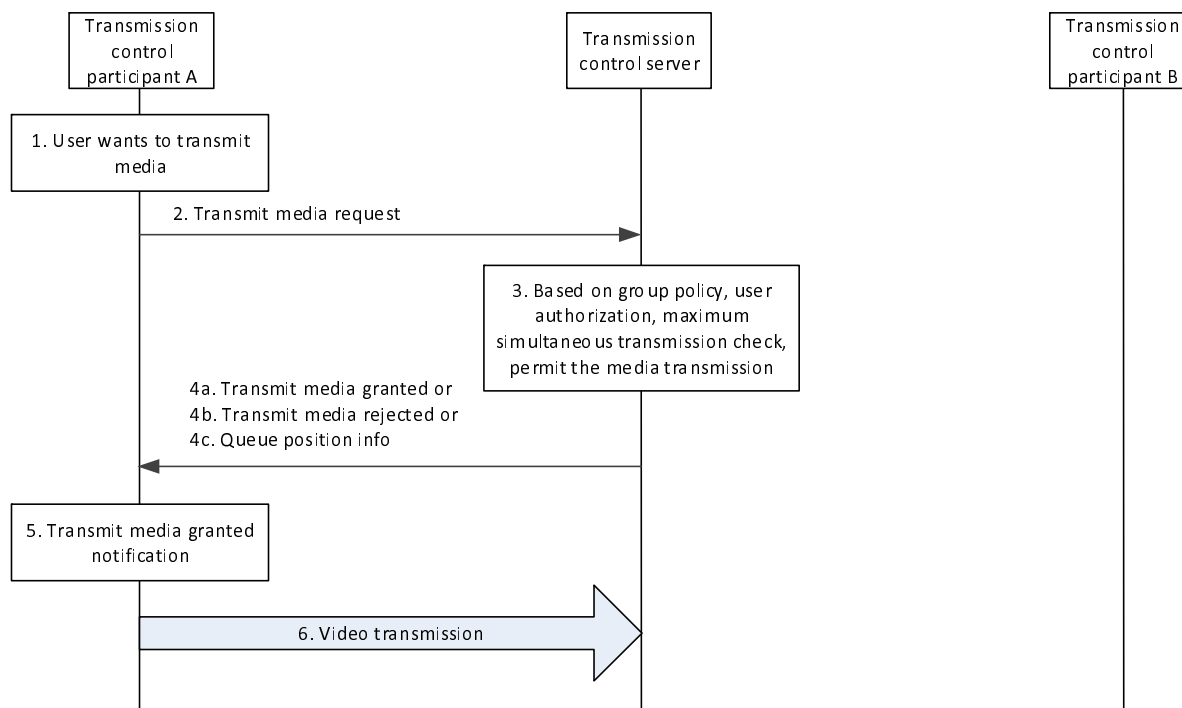 Transmission
control
participant A
Transmission
control server
Transmission
control
participant B
1. User wants to transmit
media
2. Transmit media request
3. Based on group policy, user
authorization, maximum
simultaneous transmission check,
permit the media transmission
4a. Transmit media granted or
4b. Transmit media rejected or
4c. Queue position info
5. Transmit media granted
notification
6. Video transmission